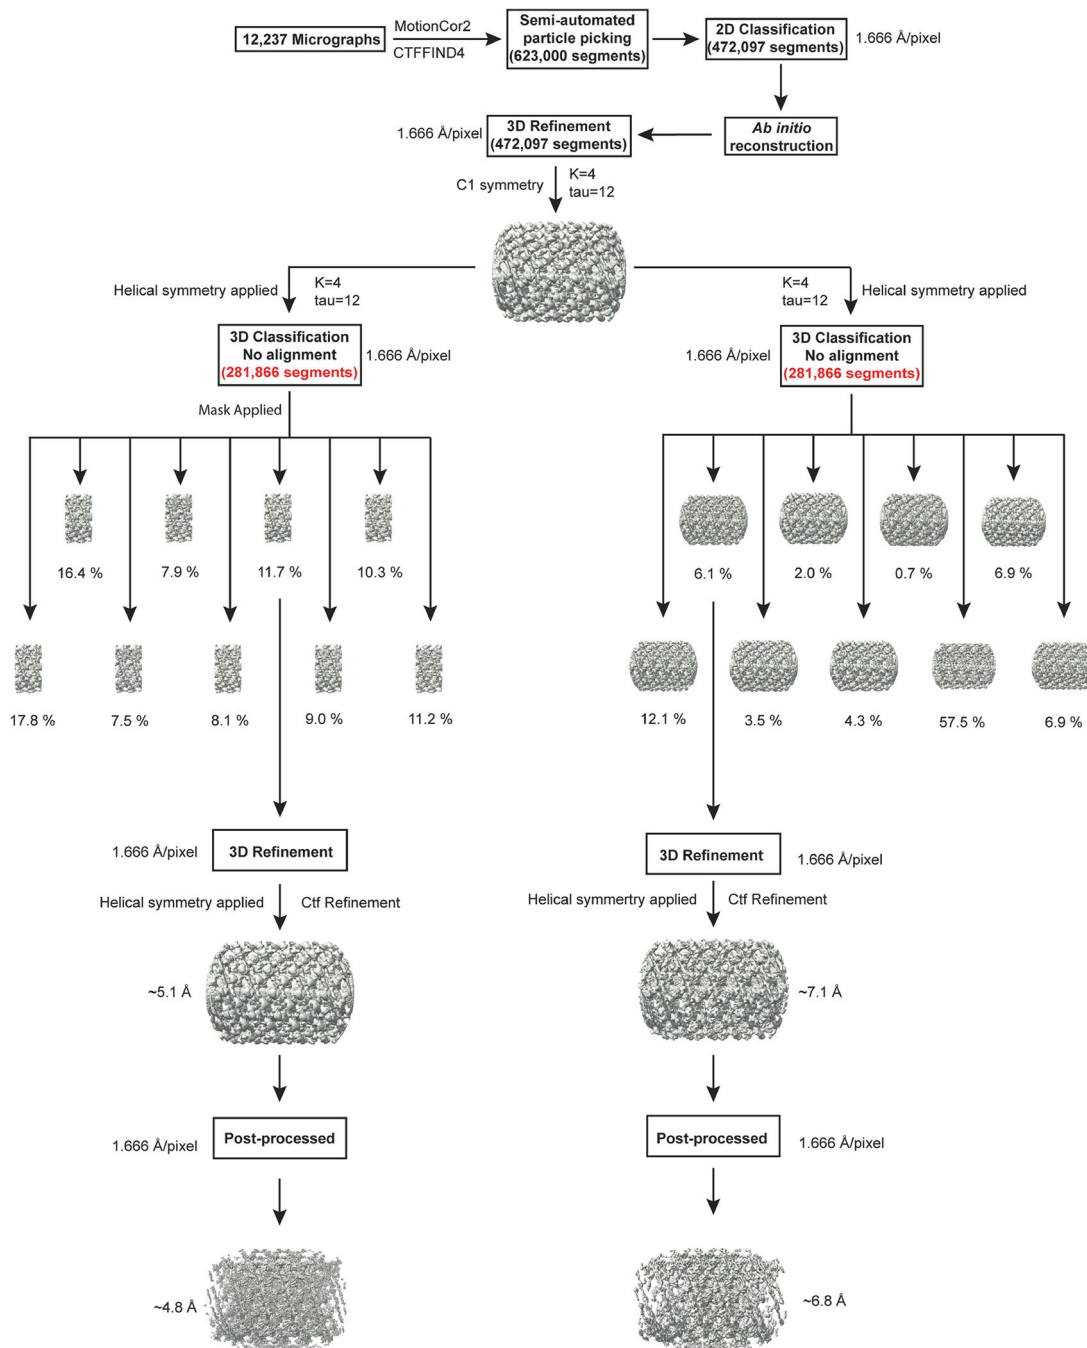 12,237 Micrographs
MotionCor2
CTFFIND4
Semi-automated
particle picking
(623,000 segments)
2D Classification
(472,097 segments)
1.666 Å/pixel
Ab initio
reconstruction
1.666 Å/pixel
3D Refinement
(472,097 segments)
C1 symmetry
K=4
tau=12
Helical symmetry applied
K=4
tau=12
K=4
tau=12
Helical symmetry applied
3D Classification
No alignment
(281,866 segments)
1.666 Å/pixel
1.666 Å/pixel
3D Classification
No alignment
(281,866 segments)
Mask Applied
16.4 %
7.9 %
11.7 %
10.3 %
6.1 %
2.0 %
0.7 %
6.9 %
17.8 %
7.5 %
8.1 %
9.0 %
11.2 %
12.1 %
3.5 %
4.3 %
57.5 %
6.9 %
1.666 Å/pixel
3D Refinement
3D Refinement
1.666 Å/pixel
Helical symmetry applied
Ctf Refinement
Helical symmertry applied
Ctf Refinement
~5.1 Å
~7.1 Å
1.666 Å/pixel
Post-processed
Post-processed
1.666 Å/pixel
~4.8 Å
~6.8 Å